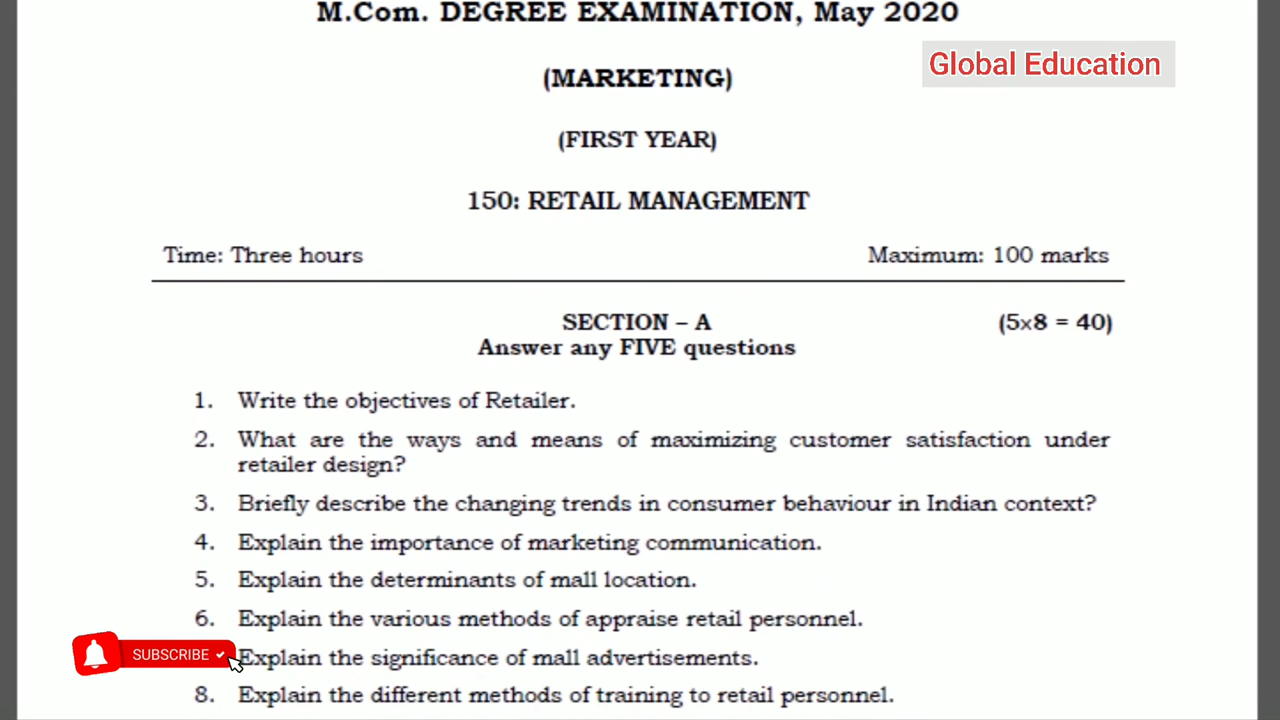 M.Com. DEGREE EXAMINATION, May 2020
Global Education
(MARKETING)
(FIRST YEAR)
150: RETAIL MANAGEMENT
Time: Three hours Maximum: 100 marks
SECTION – A (5×8 = 40)
Answer any FIVE questions
1. Write the objectives of Retailer.
2. What are the ways and means of maximizing customer satisfaction under
retailer design?
3. Briefly describe the changing trends in consumer behaviour in Indian context?
4. Explain the importance of marketing communication.
5. Explain the determinants of mall location.
6. Explain the various methods of appraise retail personnel.
SUBSCRIBE ✓ Explain the significance of mall advertisements.
8. Explain the different methods of training to retail personnel.